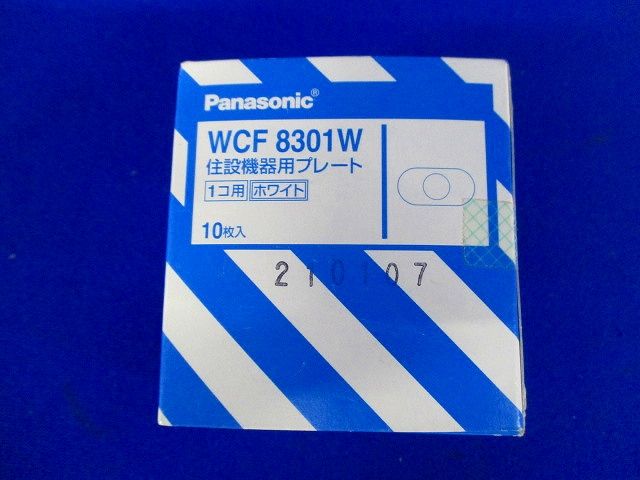 Panasonic®
WCF 8301W
住設機器用プレート
1コ用 ホワイト
10枚入
210107